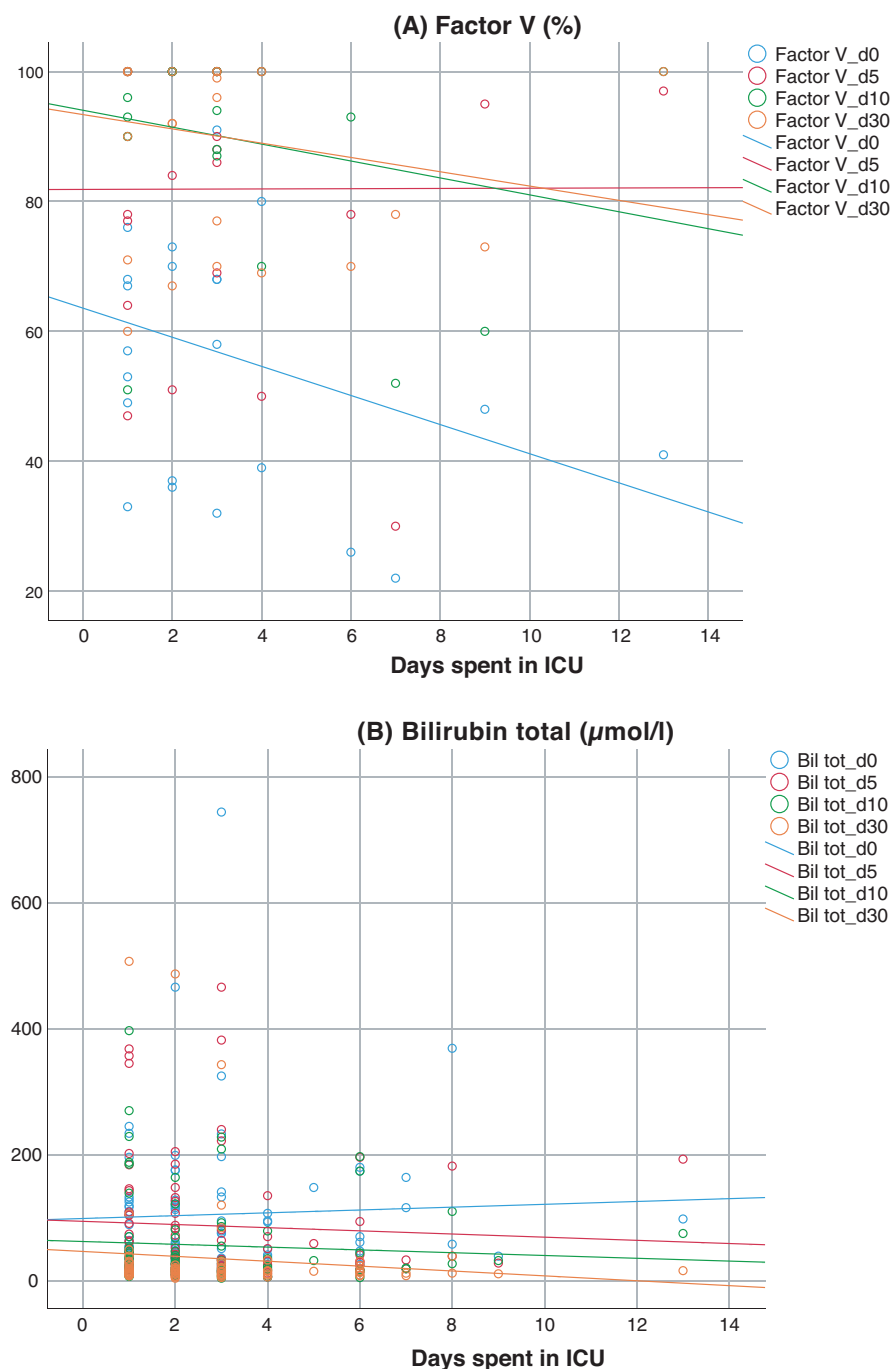 (A) Factor V (%)
100
80
60
40
20
0 2 4 6 8 10 12 14
Days spent in ICU
Factor V_d0
Factor V_d5
Factor V_d10
Factor V_d30
Factor V_d0
Factor V_d5
Factor V_d10
Factor V_d30
(B) Bilirubin total (µmol/l)
800
600
400
200
0
0 2 4 6 8 10 12 14
Days spent in ICU
Bil tot_d0
Bil tot_d5
Bil tot_d10
Bil tot_d30
Bil tot_d0
Bil tot_d5
Bil tot_d10
Bil tot_d30